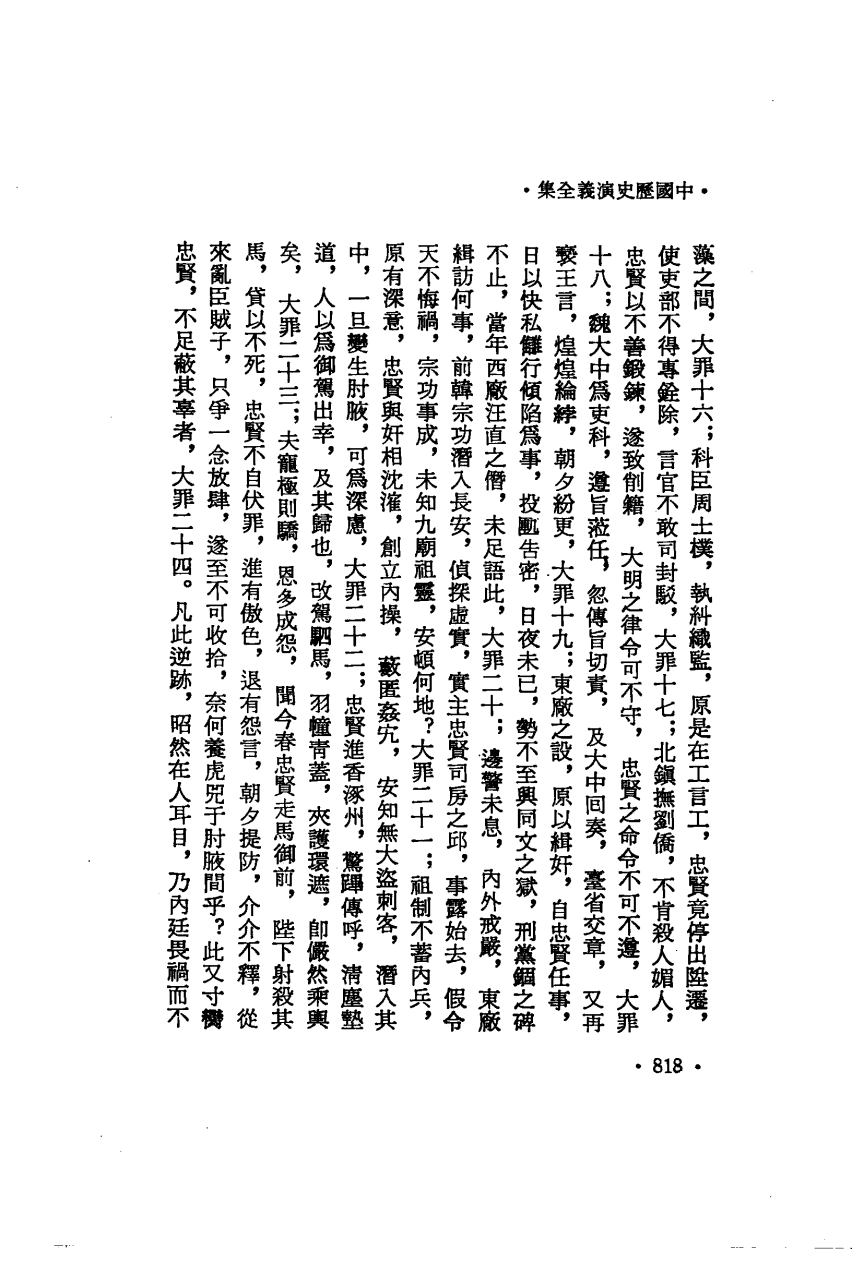 •中國歷史演義全集•
藻之間，大罪十六；科臣周士樸，執糾織監，原是在工言工，忠賢竟停出陞遷，
使吏部不得專銓除，言官不敢司封駁，大罪十七；北鎮撫劉僑，不肯殺人媚人，
忠賢以不善鍛鍊，遂致削籍，大明之律令可不守，忠賢之命令不可不遵，大罪
十八；魏大中為吏科，遵旨蒞任，忽傳旨切責，及大中回奏，臺省交章，又再
褻王言，煌煌綸綍，朝夕紛更，大罪十九；東廠之設，原以緝奸，自忠賢任事，
日以快私讎行傾陷爲事，投匭告密，日夜未已，勢不至興同文之獄，刑黨錮之碑
不止，當年西廠汪直之僭，未足語此，大罪二十；邊警未息，內外戒嚴，東廠
緝訪何事，前韓宗功潛入長安，偵探虛實，實主忠賢司房之邱，事露始去，假令
天不悔禍，宗功事成，未知九廟祖靈，安頓何地？大罪二十一；祖制不蓄內兵，
原有深意，忠賢與奸相沈潅，創立內操，藪匿姦宄，安知無大盜刺客，潛入其
中，一旦變生肘腋，可爲深慮，大罪二十二；忠賢進香涿州，警蹕傳呼，清塵墊
道，人以爲御駕出幸，及其歸也，改駕駟馬，羽幢青蓋，夾護環遮，卽儼然乘輿
矣，大罪二十三；夫寵極則驕，恩多成怨，聞今春忠賢走馬御前，陛下射殺其
馬，貸以不死，忠賢不自伏罪，進有傲色，退有怨言，朝夕提防，介介不釋，從
來亂臣賊子，只爭一念放肆，遂至不可收拾，奈何養虎兕于肘腋間乎？此又寸臠
忠賢，不足蔽其辜者，大罪二十四。凡此逆跡，昭然在人耳目，乃內廷畏禍而不
•818•